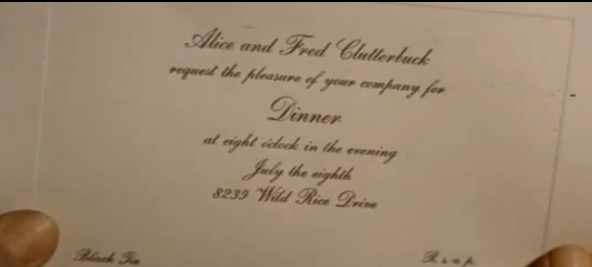 Alice and Fred Clutterbuck
request the pleasure of your company for
Dinner
at eight o'clock in the evening
July the eighth
8239 Wild Rice Drive
Black Tie
R.s.v.p.